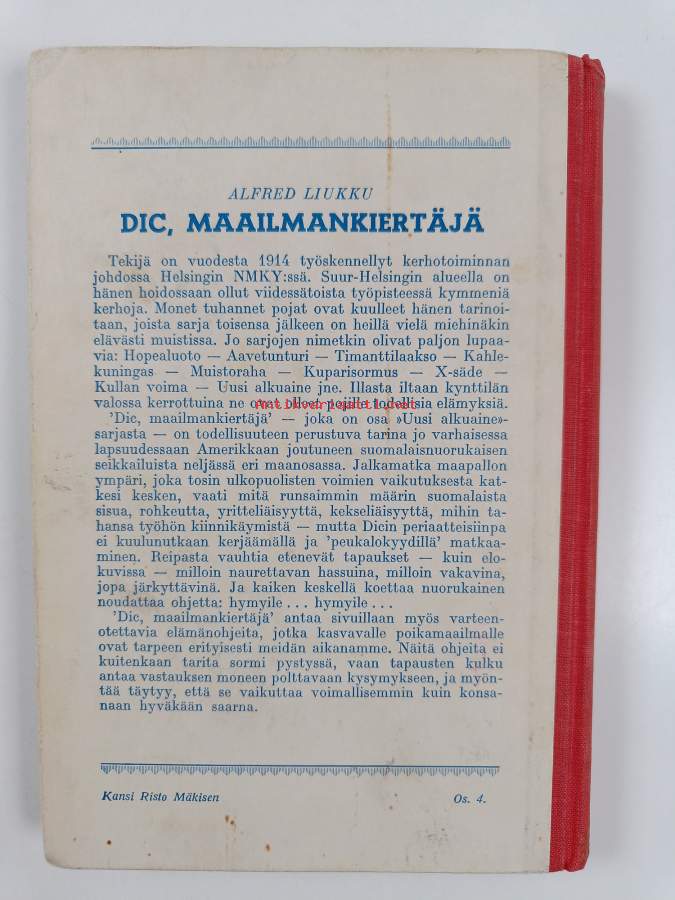 ALFRED LIUKKU
DIC, MAAILMANKIERTÄJÄ
Tekijä on vuodesta 1914 työskennellyt kerhotoiminnan
johdossa Helsingin NMKY:ssä. Suur-Helsingin alueella on
hänen hoidossaan ollut viidessätoista työpisteessä kymmeniä
kerhoja. Monet tuhannet pojat ovat kuulleet hänen tarinoi-
taan, joista sarja toisensa jälkeen on heillä vielä miehinäkin
elävästi muistissa. Jo sarjojen nimetkin olivat paljon lupaa-
via: Hopealuoto — Aavetunturi — Timanttilaakso — Kahle-
kuningas — Muistoraha — Kuparisormus — X-säde —
Kullan voima — Uusi alkuaine jne. Illasta iltaan kynttilän
valossa kerrottuina ne ovat olleet pojille todellisia elämyksiä.
Antikvariaatti.net
'Dic, maailmankiertäjä' — joka on osa »Uusi alkuaine»-
sarjasta — on todellisuuteen perustuva tarina jo varhaisessa
lapsuudessaan Amerikkaan joutuneen suomalaisnuorukaisen
seikkailuista neljässä eri maanosassa. Jalkamatka maapallon
ympäri, joka tosin ulkopuolisten voimien vaikutuksesta kat-
kesi kesken, vaati mitä runsaimmin määrin suomalaista
sisua, rohkeutta, yritteliäisyyttä, kekseliäisyyttä, mihin ta-
hansa työhön kiinnikäymistä — mutta Dicin periaatteisiinpa
ei kuulunutkaan kerjäämällä ja 'peukalokyydillä' matkaa-
minen. Reipasta vauhtia etenevät tapaukset — kuin elo-
kuvissa — milloin naurettavan hassuina, milloin vakavina,
jopa järkyttävinä. Ja kaiken keskellä koettaa nuorukainen
noudattaa ohjetta: hymyile . . . hymyile . . .
'Dic, maailmankiertäjä' antaa sivuillaan myös varteen-
otettavia elämänohjeita, jotka kasvavalle poikamaailmalle
ovat tarpeen erityisesti meidän aikanamme. Näitä ohjeita ei
kuitenkaan tarita sormi pystyssä, vaan tapausten kulku
antaa vastauksen moneen polttavaan kysymykseen, ja myön-
tää täytyy, että se vaikuttaa voimallisemmin kuin konsa-
naan hyväkään saarna.
Kansi Risto Mäkisen
Os. 4.